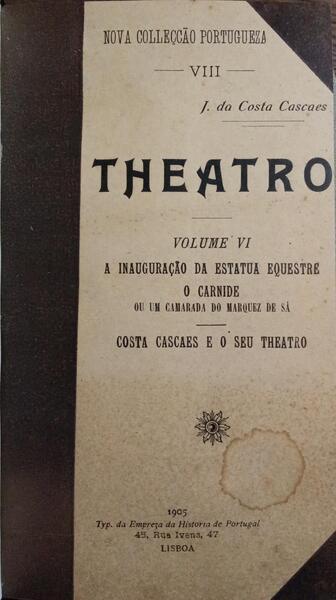 NOVA COLLECÇÃO PORTUGUEZA
VIII
J. da Costa Cascaes
THEATRO
VOLUME VI
A INAUGURAÇÃO DA ESTATUA EQUESTRE
O CARNIDE
OU UM CAMARADA DO MARQUEZ DE SÁ
COSTA CASCAES E O SEU THEATRO
1905
Typ. da Empreza da Historia de Portugal
45, Rua Ivens, 47
LISBOA